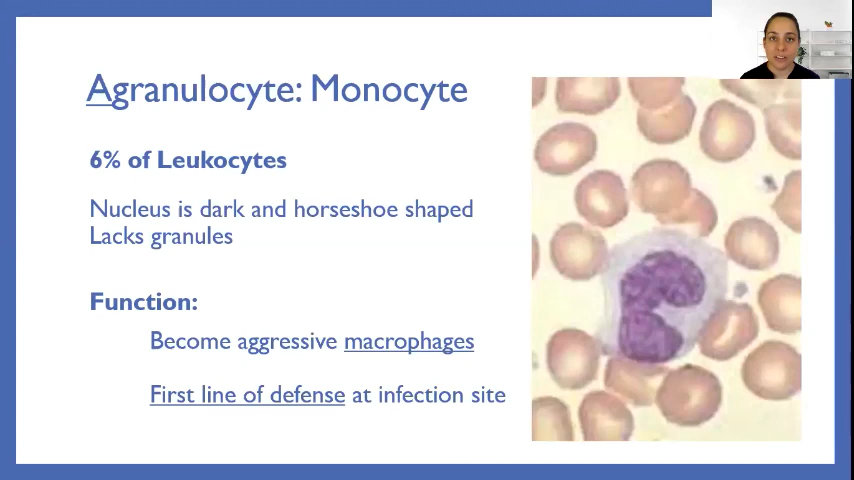 Agranulocyte: Monocyte
6% of Leukocytes
Nucleus is dark and horseshoe shaped
Lacks granules
Function:
Become aggressive macrophages
First line of defense at infection site